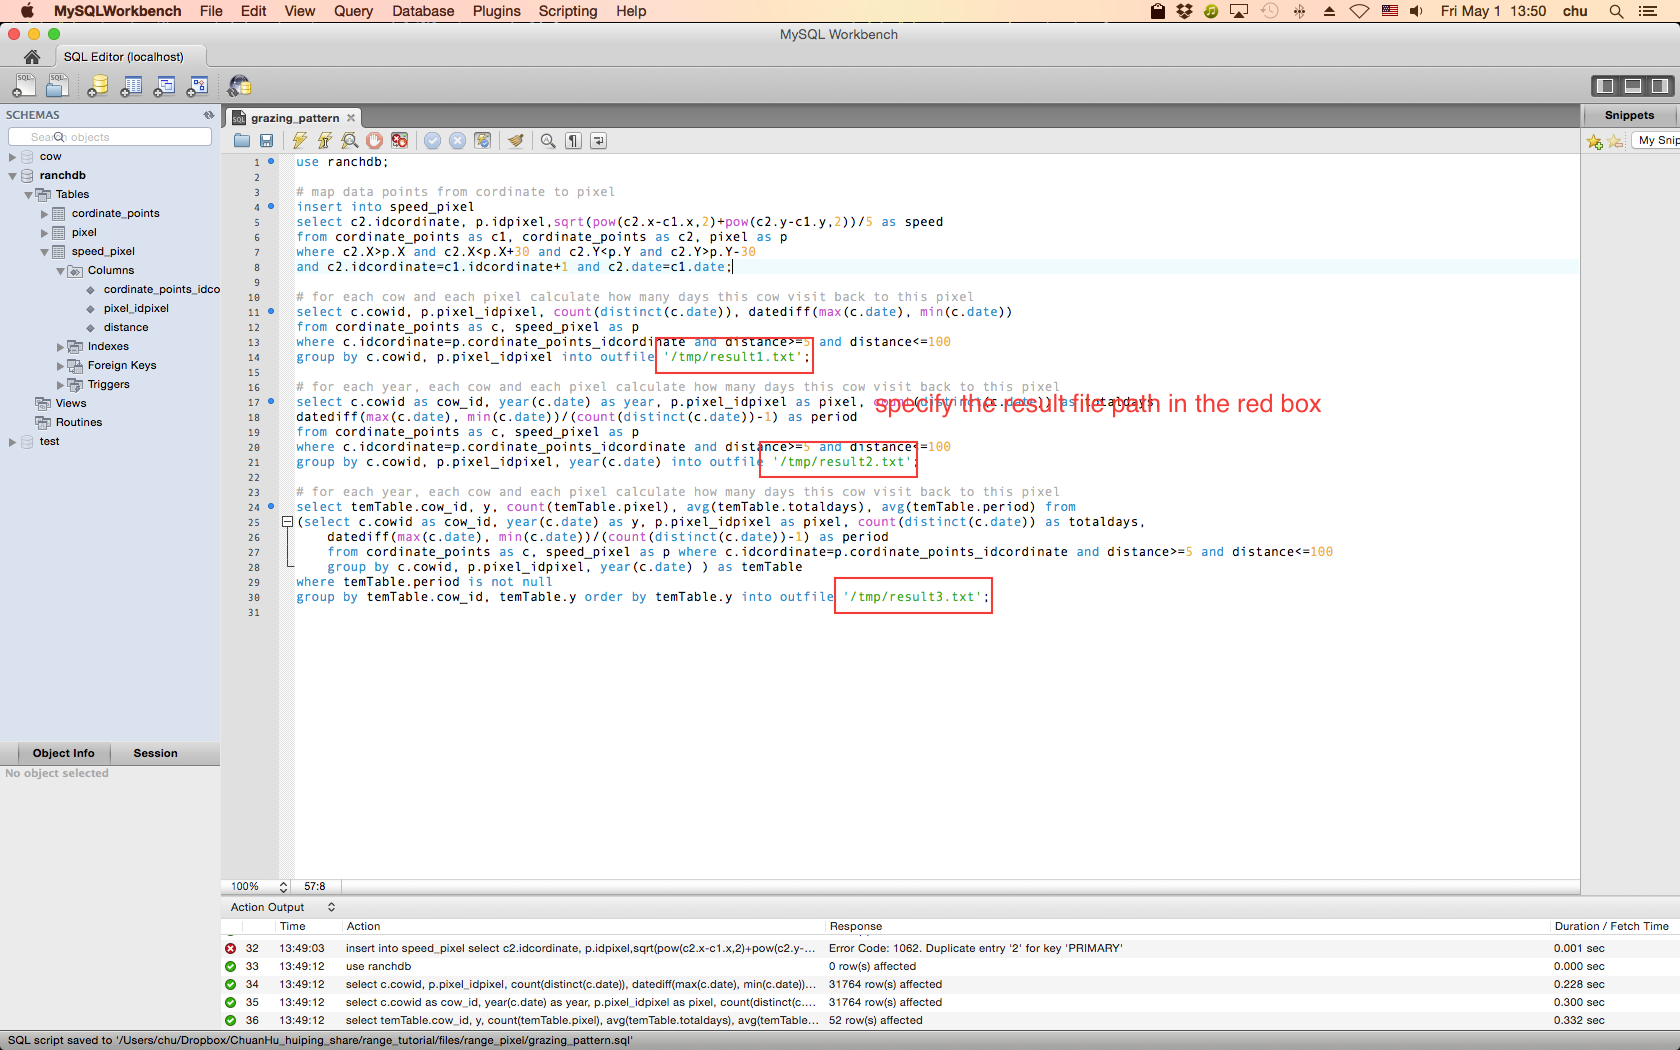 MySQLWorkbench File Edit View Query Database Plugins Scripting Help Fri May 1 13:50 chu
MySQL Workbench
SQL Editor (localhost)
SCHEMAS
Search objects
cow
ranchdb
Tables
cordinate_points
pixel
speed_pixel
Columns
cordinate_points_idco
pixel_idpixel
distance
Indexes
Foreign Keys
Triggers
Views
Routines
test
Object Info Session
No object selected
grazing_pattern
1 use ranchdb;
2
3 # map data points from cordinate to pixel
4 insert into speed_pixel
5 select c2.idcordinate, p.idpixel,sqrt(pow(c2.x-c1.x,2)+pow(c2.y-c1.y,2))/5 as speed
6 from cordinate_points as c1, cordinate_points as c2, pixel as p
7 where c2.X>p.X and c2.X<p.X+30 and c2.Y<p.Y and c2.Y>p.Y-30
8 and c2.idcordinate=c1.idcordinate+1 and c2.date=c1.date;
9
10 # for each cow and each pixel calculate how many days this cow visit back to this pixel
11 select c.cowid, p.pixel_idpixel, count(distinct(c.date)), datediff(max(c.date), min(c.date))
12 from cordinate_points as c, speed_pixel as p
13 where c.idcordinate=p.cordinate_points_idcordinate and distance>=5 and distance<=100
14 group by c.cowid, p.pixel_idpixel into outfile '/tmp/result1.txt';
15
16 # for each year, each cow and each pixel calculate how many days this cow visit back to this pixel
17 select c.cowid as cow_id, year(c.date) as year, p.pixel_idpixel as pixel, count(distinct(c.date)) as totaldays,
specify the result file path in the red box
18 datediff(max(c.date), min(c.date))/(count(distinct(c.date))-1) as period
19 from cordinate_points as c, speed_pixel as p
20 where c.idcordinate=p.cordinate_points_idcordinate and distance>=5 and distance<=100
21 group by c.cowid, p.pixel_idpixel, year(c.date) into outfile '/tmp/result2.txt';
22
23 # for each year, each cow and each pixel calculate how many days this cow visit back to this pixel
24 select temTable.cow_id, y, count(temTable.pixel), avg(temTable.totaldays), avg(temTable.period) from
25 (select c.cowid as cow_id, year(c.date) as y, p.pixel_idpixel as pixel, count(distinct(c.date)) as totaldays,
26 datediff(max(c.date), min(c.date))/(count(distinct(c.date))-1) as period
27 from cordinate_points as c, speed_pixel as p where c.idcordinate=p.cordinate_points_idcordinate and distance>=5 and distance<=100
28 group by c.cowid, p.pixel_idpixel, year(c.date) ) as temTable
29 where temTable.period is not null
30 group by temTable.cow_id, temTable.y order by temTable.y into outfile '/tmp/result3.txt';
31
Snippets
My Snip
100% 57:8
Action Output
Time Action Response Duration / Fetch Time
32 13:49:03 insert into speed_pixel select c2.idcordinate, p.idpixel,sqrt(pow(c2.x-c1.x,2)+pow(c2.y-... Error Code: 1062. Duplicate entry '2' for key 'PRIMARY' 0.001 sec
33 13:49:12 use ranchdb 0 row(s) affected 0.000 sec
34 13:49:12 select c.cowid, p.pixel_idpixel, count(distinct(c.date)), datediff(max(c.date), min(c.date))... 31764 row(s) affected 0.228 sec
35 13:49:12 select c.cowid as cow_id, year(c.date) as year, p.pixel_idpixel as pixel, count(distinct(c.... 31764 row(s) affected 0.300 sec
36 13:49:12 select temTable.cow_id, y, count(temTable.pixel), avg(temTable.totaldays), avg(temTable... 52 row(s) affected 0.332 sec
SQL script saved to '/Users/chu/Dropbox/ChuanHu_huiping_share/range_tutorial/files/range_pixel/grazing_pattern.sql'